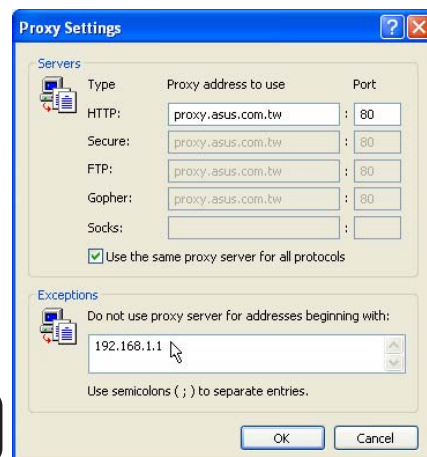 Proxy Settings
Servers
Type Proxy address to use Port
HTTP: proxy.asus.com.tw : 80
Secure: proxy.asus.com.tw : 80
FTP: proxy.asus.com.tw : 80
Gopher: proxy.asus.com.tw : 80
Socks: :
Use the same proxy server for all protocols
Exceptions
Do not use proxy server for addresses beginning with:
192.168.1.1
Use semicolons ( ; ) to separate entries.
OK Cancel